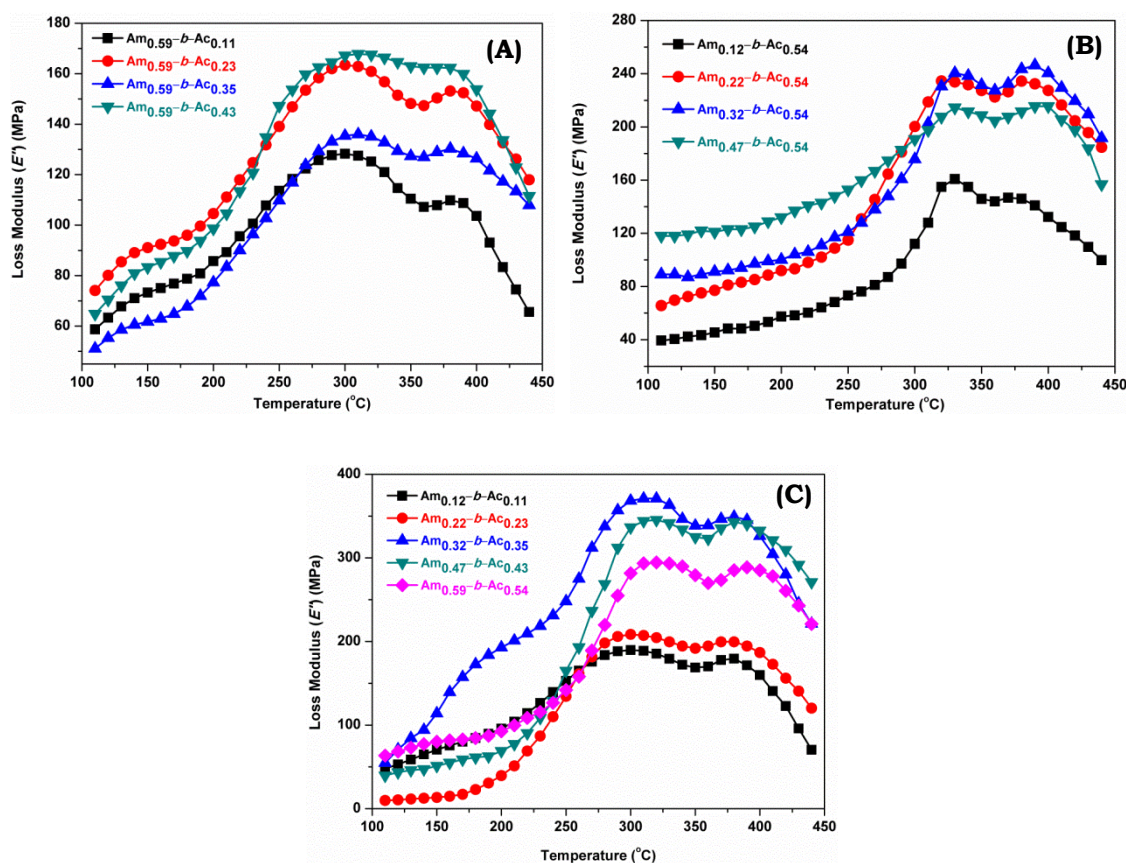 (A)
Am0.59-b-Ac0.11
Am0.59-b-Ac0.23
Am0.59-b-Ac0.35
Am0.59-b-Ac0.43
Loss Modulus (E") (MPa)
180
160
140
120
100
80
60
100 150 200 250 300 350 400 450
Temperature (°C)
(B)
Am0.12-b-Ac0.54
Am0.22-b-Ac0.54
Am0.32-b-Ac0.54
Am0.47-b-Ac0.54
Loss Modulus (E") (MPa)
280
240
200
160
120
80
40
100 150 200 250 300 350 400 450
Temperature (°C)
(C)
Am0.12-b-Ac0.11
Am0.22-b-Ac0.23
Am0.32-b-Ac0.35
Am0.47-b-Ac0.43
Am0.59-b-Ac0.54
Loss Modulus (E") (MPa)
400
300
200
100
0
100 150 200 250 300 350 400 450
Temperature (°C)